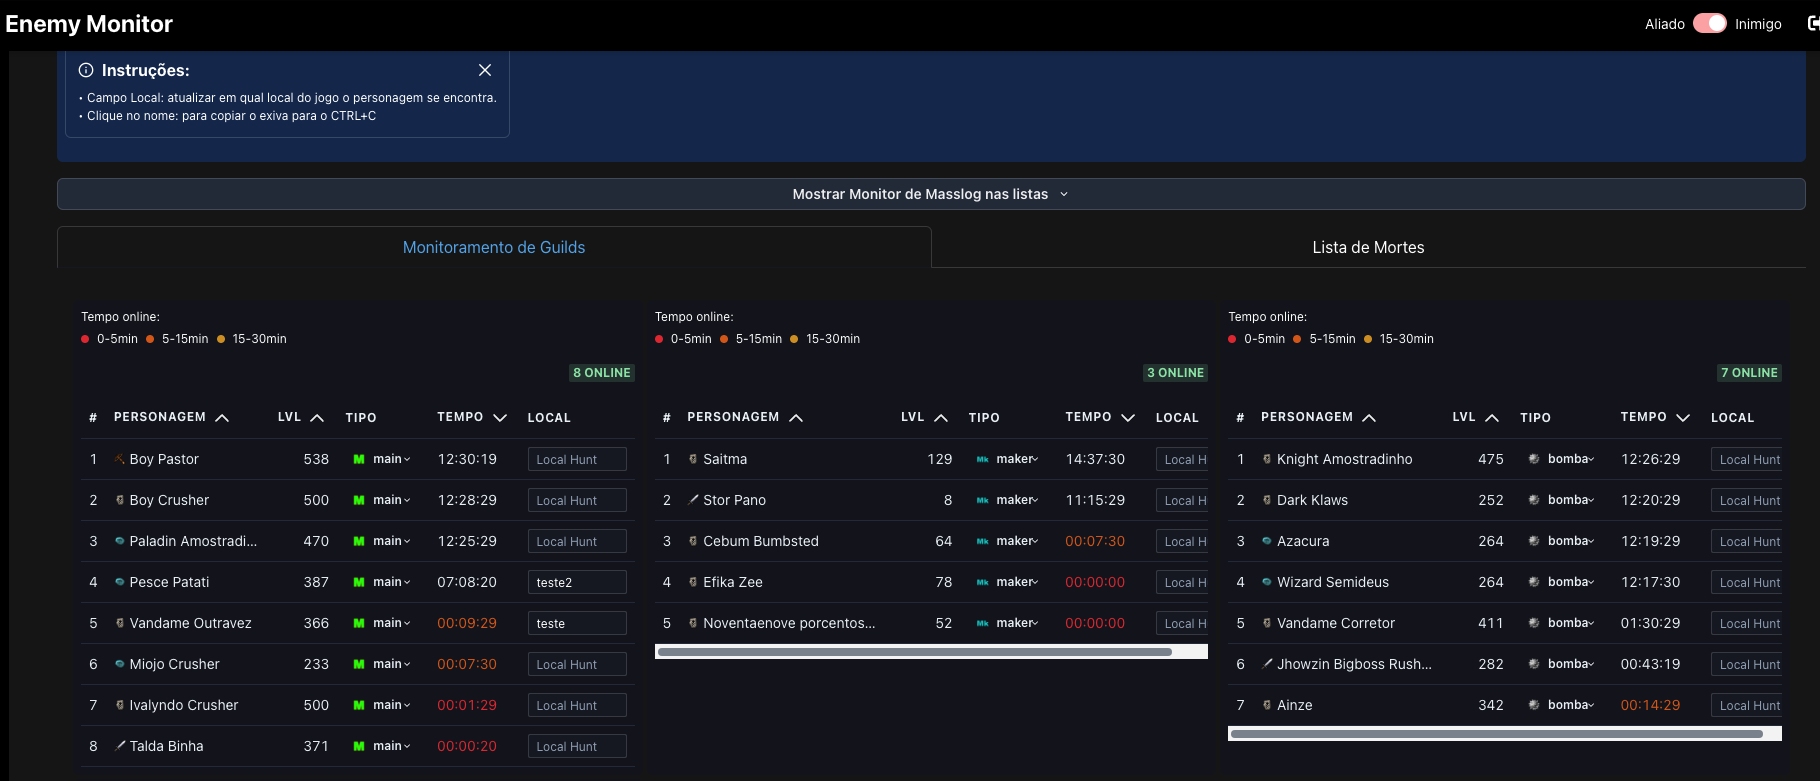 Enemy Monitor
Aliado Inimigo
Instruções:
• Campo Local: atualizar em qual local do jogo o personagem se encontra.
• Clique no nome: para copiar o exiva para o CTRL+C
Mostrar Monitor de Masslog nas listas
Monitoramento de Guilds
Lista de Mortes
Tempo online:
0-5min 5-15min 15-30min
8 ONLINE
# PERSONAGEM LVL TIPO TEMPO LOCAL
1 Boy Pastor 538 M main 12:30:19 Local Hunt
2 Boy Crusher 500 M main 12:28:29 Local Hunt
3 Paladin Amostradi... 470 M main 12:25:29 Local Hunt
4 Pesce Patati 387 M main 07:08:20 teste2
5 Vandame Outravez 366 M main 00:09:29 teste
6 Miojo Crusher 233 M main 00:07:30 Local Hunt
7 Ivalyndo Crusher 500 M main 00:01:29 Local Hunt
8 Talda Binha 371 M main 00:00:20 Local Hunt
Tempo online:
0-5min 5-15min 15-30min
3 ONLINE
# PERSONAGEM LVL TIPO TEMPO LOCAL
1 Saitma 129 Mk maker 14:37:30 Local H
2 Stor Pano 8 Mk maker 11:15:29 Local H
3 Cebum Bumbsted 64 Mk maker 00:07:30 Local H
4 Efika Zee 78 Mk maker 00:00:00 Local H
5 Noventaenove porcentos... 52 Mk maker 00:00:00 Local H
Tempo online:
0-5min 5-15min 15-30min
7 ONLINE
# PERSONAGEM LVL TIPO TEMPO LOCAL
1 Knight Amostradinho 475 bomba 12:26:29 Local Hunt
2 Dark Klaws 252 bomba 12:20:29 Local Hunt
3 Azacura 264 bomba 12:19:29 Local Hunt
4 Wizard Semideus 264 bomba 12:17:30 Local Hunt
5 Vandame Corretor 411 bomba 01:30:29 Local Hunt
6 Jhowzin Bigboss Rush... 282 bomba 00:43:19 Local Hunt
7 Ainze 342 bomba 00:14:29 Local Hunt